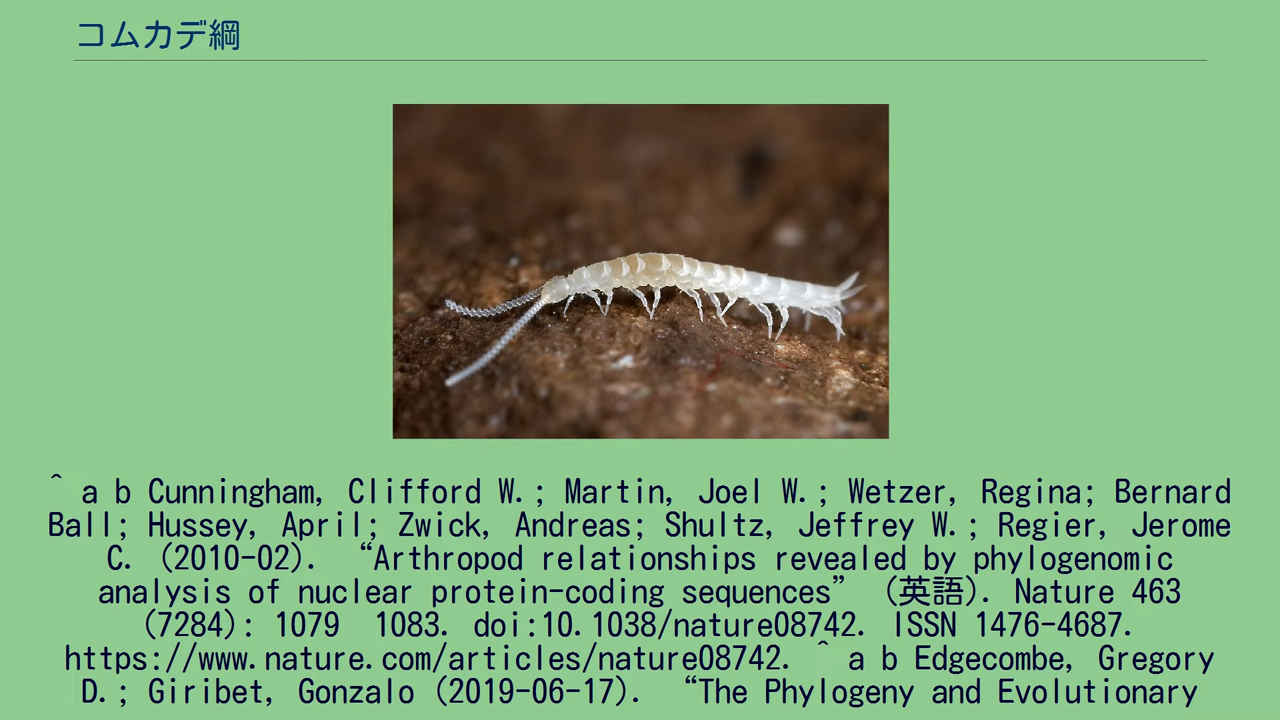 コムカデ綱
^ a b Cunningham, Clifford W.; Martin, Joel W.; Wetzer, Regina; Bernard
Ball; Hussey, April; Zwick, Andreas; Shultz, Jeffrey W.; Regier, Jerome
C. (2010-02). “Arthropod relationships revealed by phylogenomic
analysis of nuclear protein-coding sequences” (英語). Nature 463
(7284): 1079 1083. doi:10.1038/nature08742. ISSN 1476-4687.
https://www.nature.com/articles/nature08742. ^ a b Edgecombe, Gregory
D.; Giribet, Gonzalo (2019-06-17). “The Phylogeny and Evolutionary